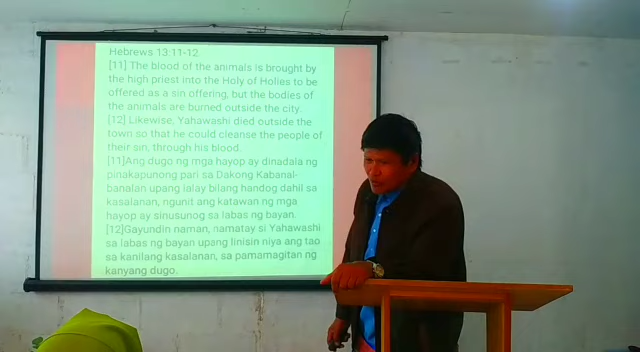 Hebrews 13:11-12
[11] The blood of the animals is brought by
the high priest into the Holy of Holies to be
offered as a sin offering, but the bodies of
the animals are burned outside the city.
[12] Likewise, Yahawashi died outside the
town so that he could cleanse the people of
their sin, through his blood.
[11]Ang dugo ng mga hayop ay dinadala ng
pinakapunong pari sa Dakong Kabanal-
banalan upang ialay bilang handog dahil sa
kasalanan, ngunit ang katawan ng mga
hayop ay sinusunog sa labas ng bayan.
[12]Gayundin naman, namatay si Yahawashi
sa labas ng bayan upang linisin niya ang tao
sa kanilang kasalanan, sa pamamagitan ng
kanyang dugo.